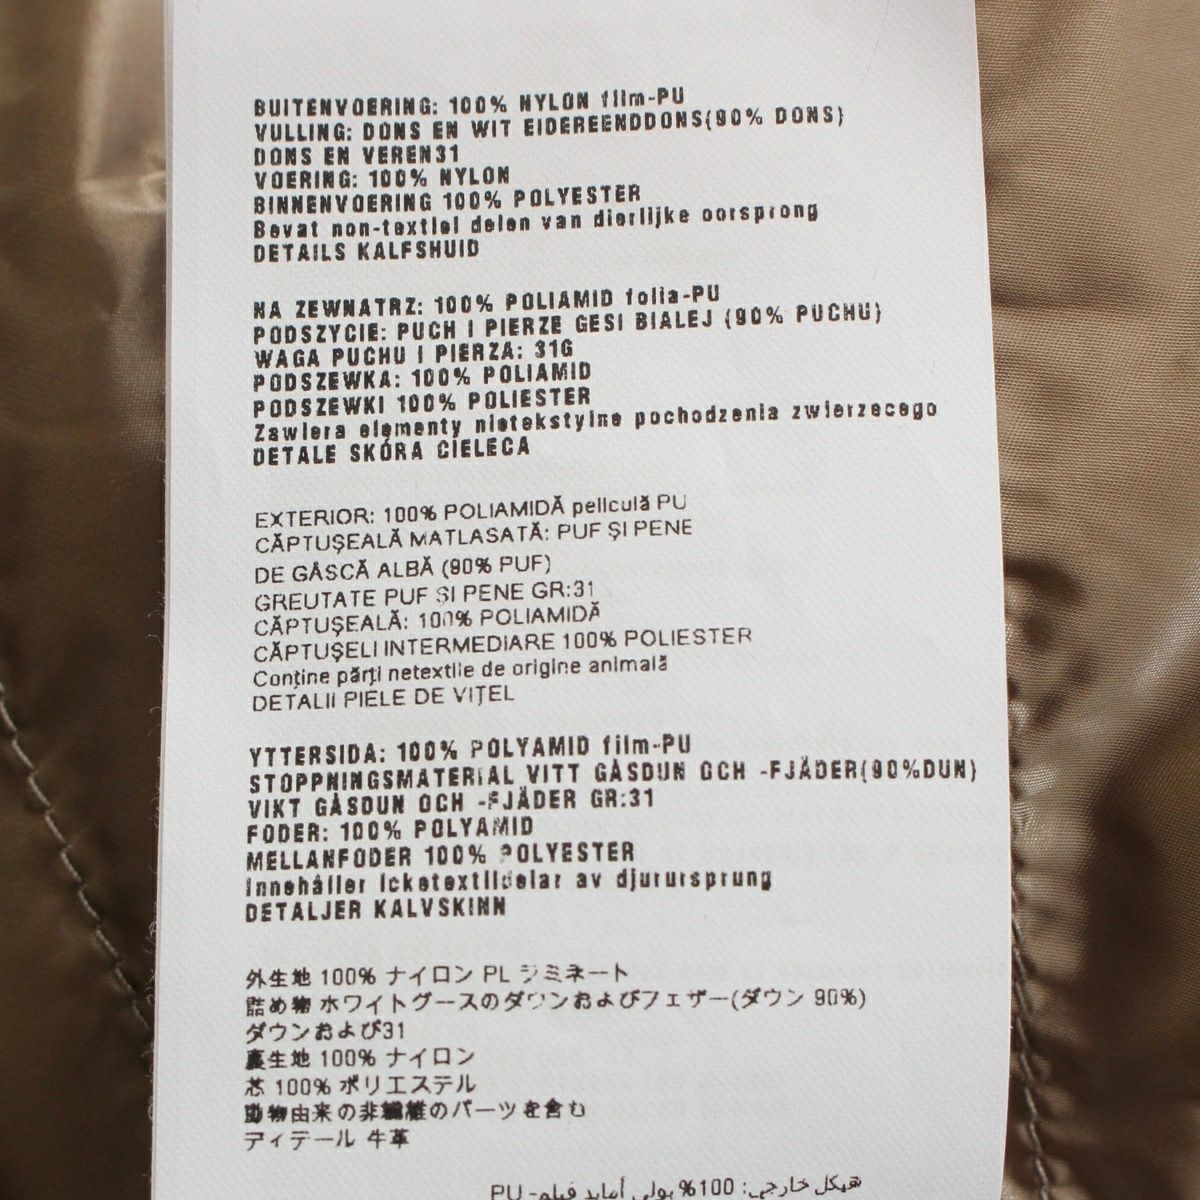 BUITENVOERING: 100% NYLON film-PU
VULLING: DONS EN WIT EIDEREENDDONS(90% DONS)
DONS EN VEREN31
VOERING: 100% NYLON
BINNENVOERING 100% POLYESTER
Bevat non-textiel delen van dierlijke oorsprong
DETAILS KALFSHUID
NA ZEWNATRZ: 100% POLIAMID folia-PU
PODSZYCIE: PUCH I PIERZE GESI BIALEJ (90% PUCHU)
WAGA PUCHU I PIERZA: 31G
PODSZEWKA: 100% POLIAMID
PODSZEWKI 100% POLIESTER
Zawiera elementy nietekstylne pochodzenia zwierzecego
DETALE SKÓRA CIELECA
EXTERIOR: 100% POLIAMIDĂ peliculă PU
CĂPTUŞEALĂ MATLASATĂ: PUF ŞI PENE
DE GÂSCĂ ALBĂ (90% PUF)
GREUTATE PUF ŞI PENE GR:31
CĂPTUŞEALĂ: 100% POLIAMIDĂ
CĂPTUŞELI INTERMEDIARE 100% POLIESTER
Conţine părţi netextile de origine animală
DETALII PIELE DE VIŢEL
YTTERSIDA: 100% POLYAMID film-PU
STOPPNINGSMATERIAL VITT GÅSDUN OCH -FJÄDER(90%DUN)
VIKT GÅSDUN OCH -FJÄDER GR:31
FODER: 100% POLYAMID
MELLANFODER 100% POLYESTER
Innehåller icketextildelar av djurursprung
DETALJER KALVSKINN
外生地 100% ナイロン PL ジミネート
詰め物 ホワイトグースのダウンおよびフェザー(ダウン 90%)
ダウンおよび31
裏生地 100% ナイロン
芯 100% ポリエステル
動物由来の非繊維のパーツを含む
ディテール 牛革
هيكل خارجي: 100% بولي أمايد فيلم- PU